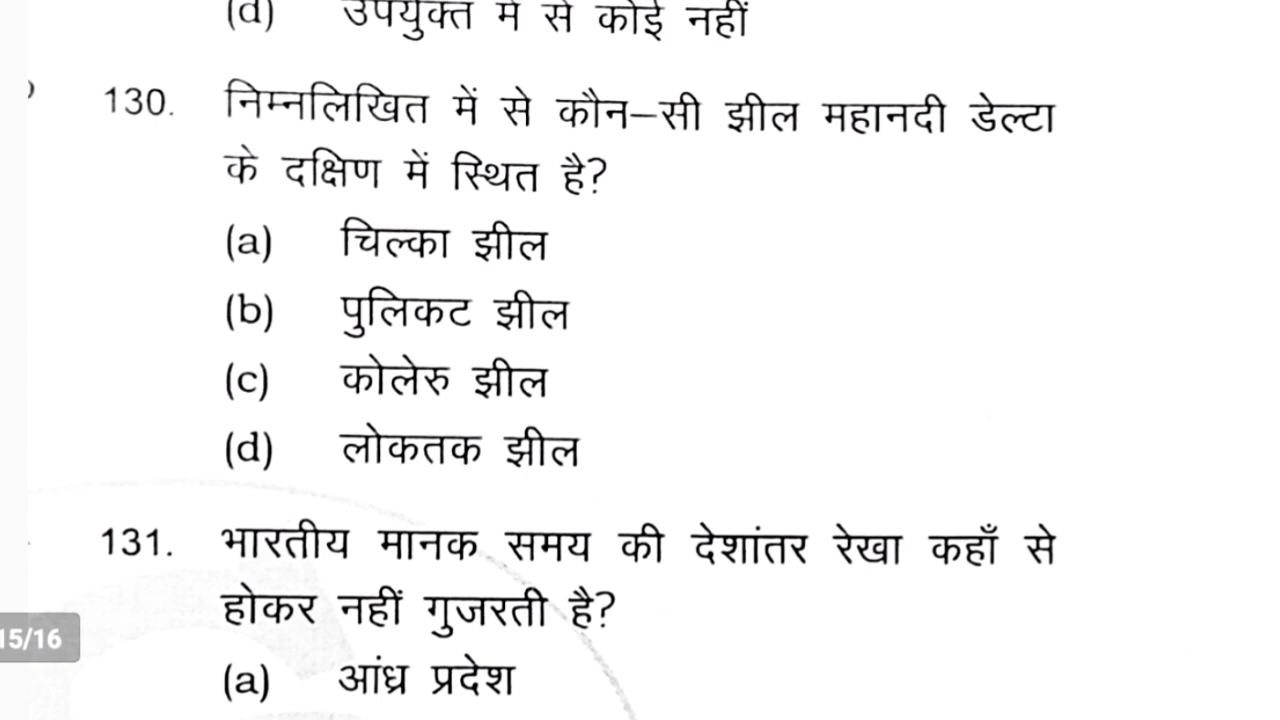 (d) उपर्युक्त में से कोई नहीं
130. निम्नलिखित में से कौन–सी झील महानदी डेल्टा
के दक्षिण में स्थित है?
(a) चिल्का झील
(b) पुलिकट झील
(c) कोलेरु झील
(d) लोकतक झील
131. भारतीय मानक समय की देशांतर रेखा कहाँ से
होकर नहीं गुजरती है?
15/16
(a) आंध्र प्रदेश